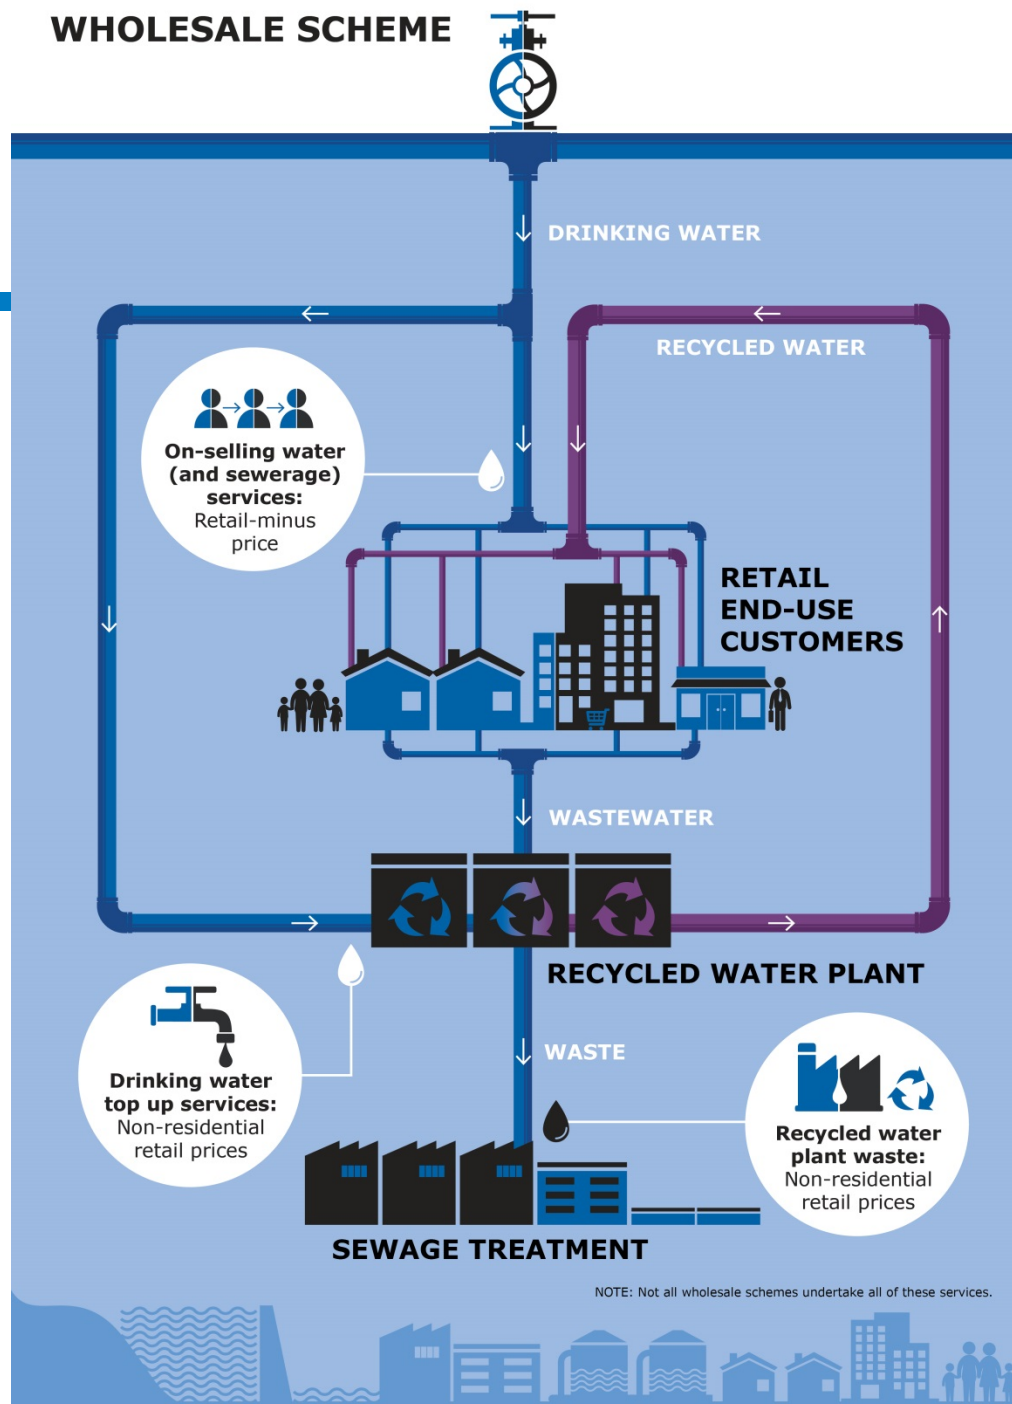 WHOLESALE SCHEME
DRINKING WATER
RECYCLED WATER
On-selling water
(and sewerage)
services:
Retail-minus
price
RETAIL
END-USE
CUSTOMERS
WASTEWATER
RECYCLED WATER PLANT
WASTE
Drinking water
top up services:
Non-residential
retail prices
Recycled water
plant waste:
Non-residential
retail prices
SEWAGE TREATMENT
NOTE: Not all wholesale schemes undertake all of these services.